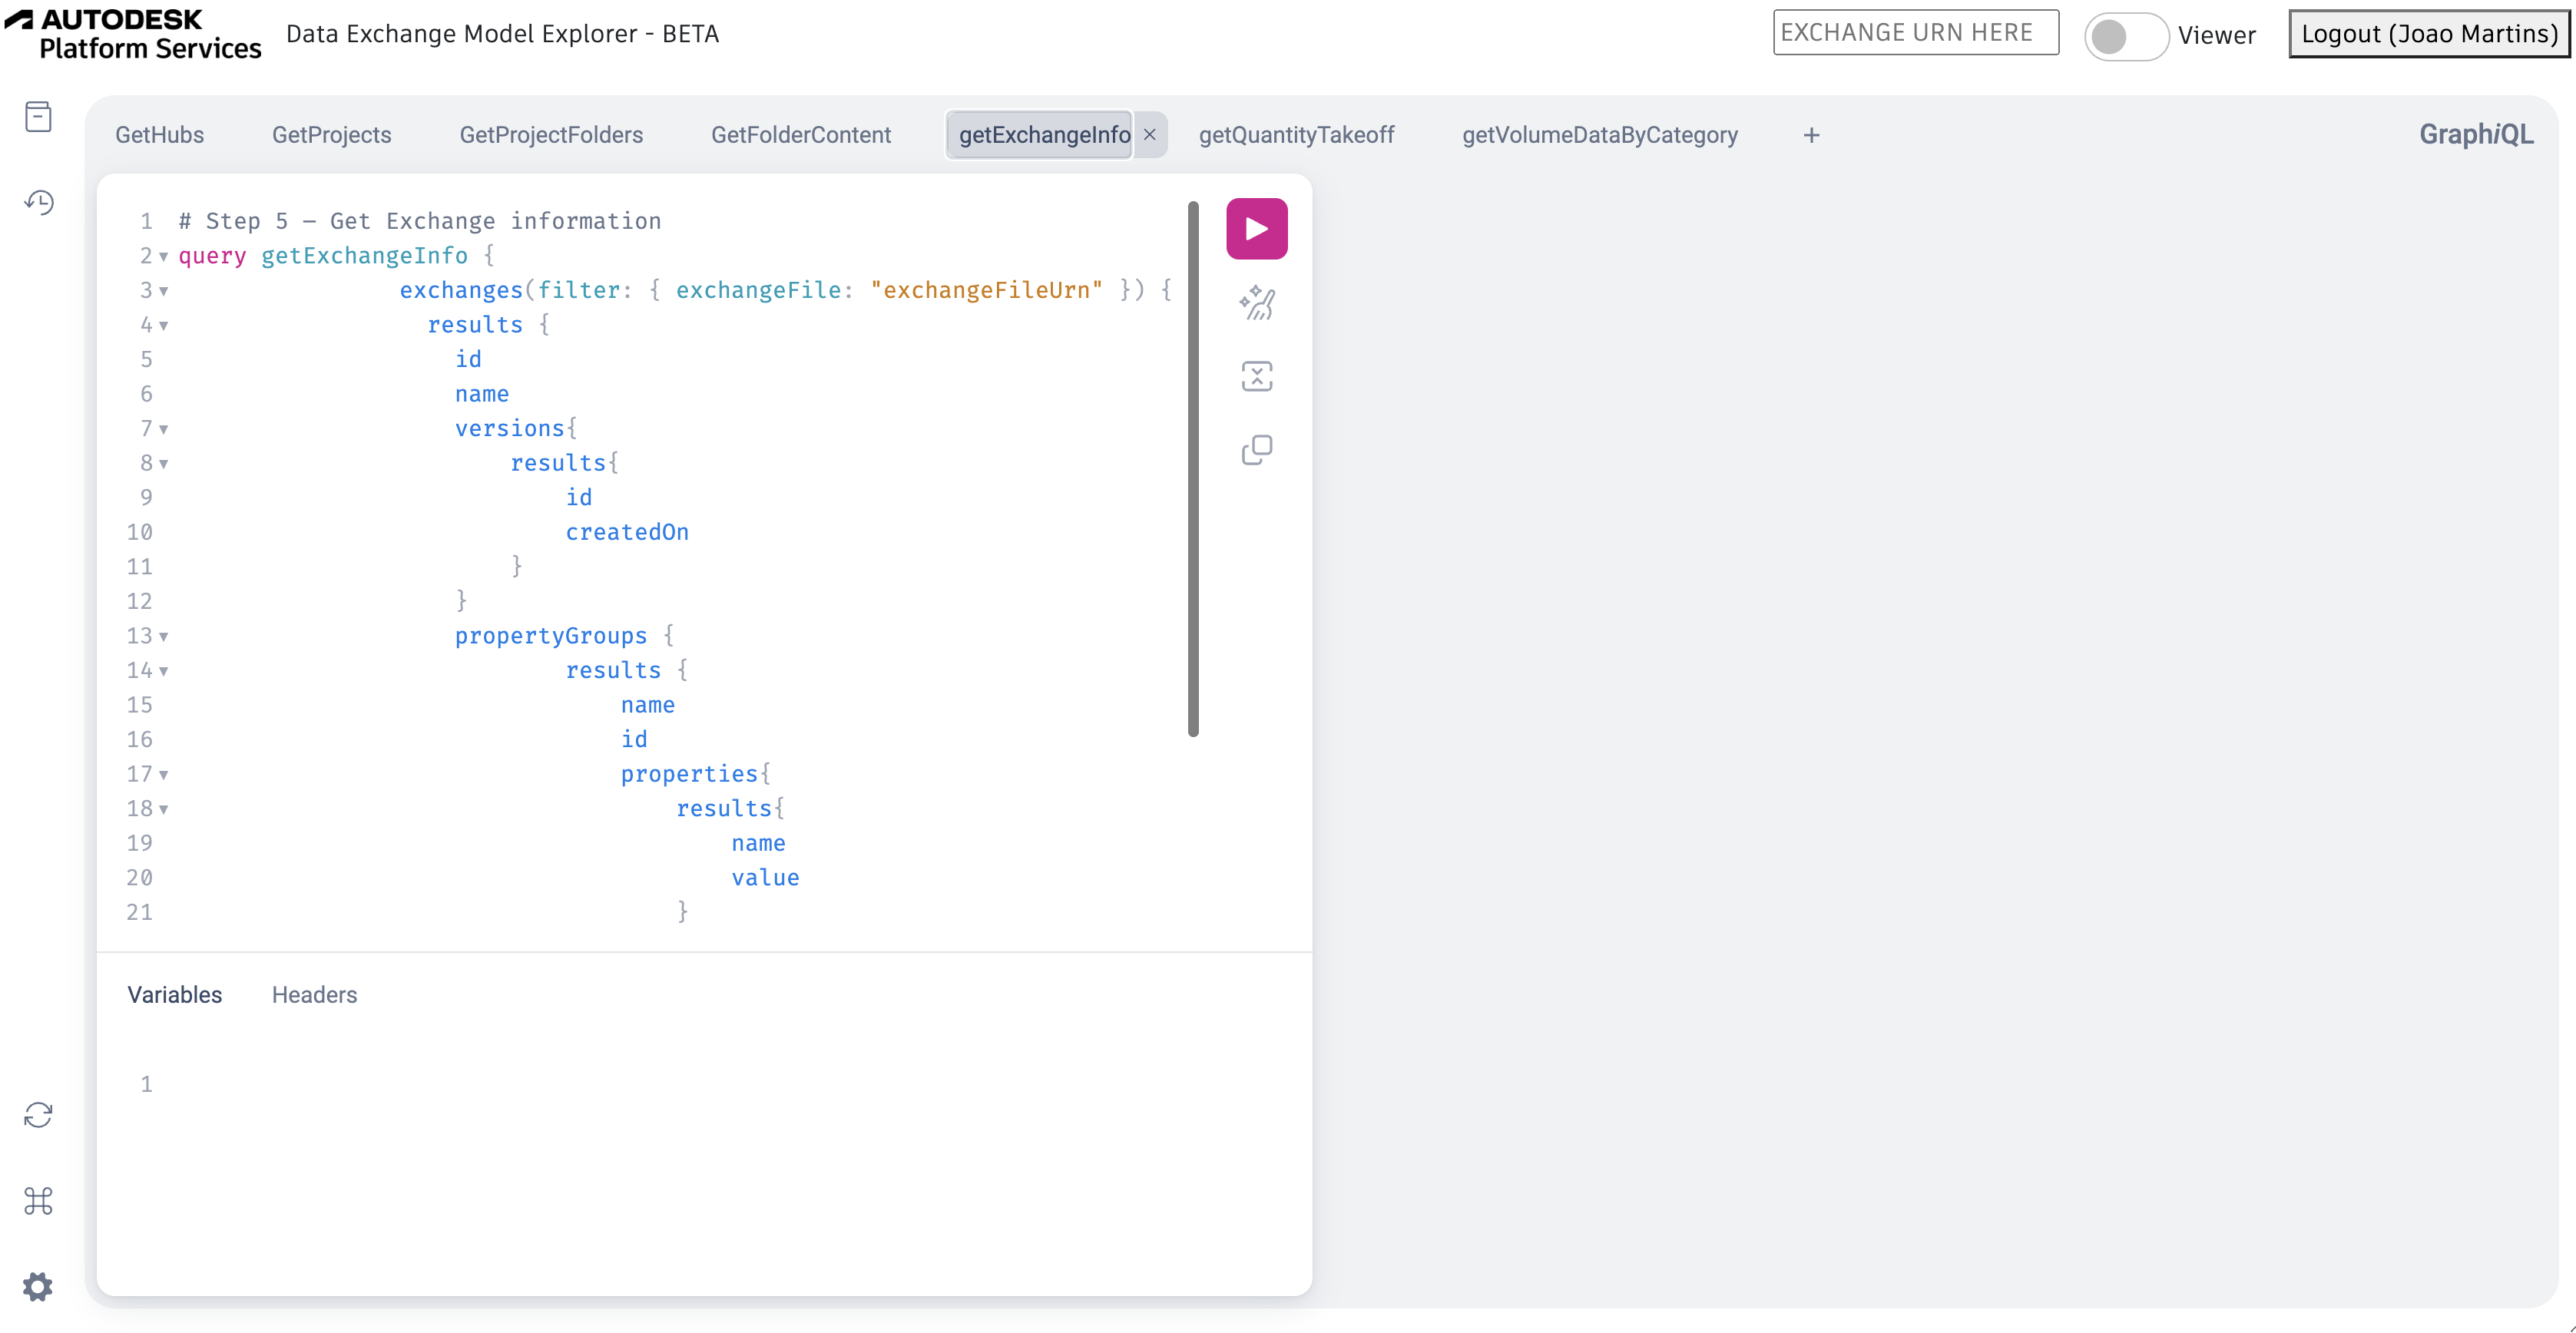 AUTODESK
Platform Services
Data Exchange Model Explorer - BETA
EXCHANGE URN HERE
Viewer
Logout (Joao Martins)
GetHubs
GetProjects
GetProjectFolders
GetFolderContent
getExchangeInfo
getQuantityTakeoff
getVolumeDataByCategory
+
GraphiQL
1 # Step 5 – Get Exchange information
2 query getExchangeInfo {
3 exchanges(filter: { exchangeFile: "exchangeFileUrn" }) {
4 results {
5 id
6 name
7 versions{
8 results{
9 id
10 createdOn
11 }
12 }
13 propertyGroups {
14 results {
15 name
16 id
17 properties{
18 results{
19 name
20 value
21 }
Variables
Headers
1